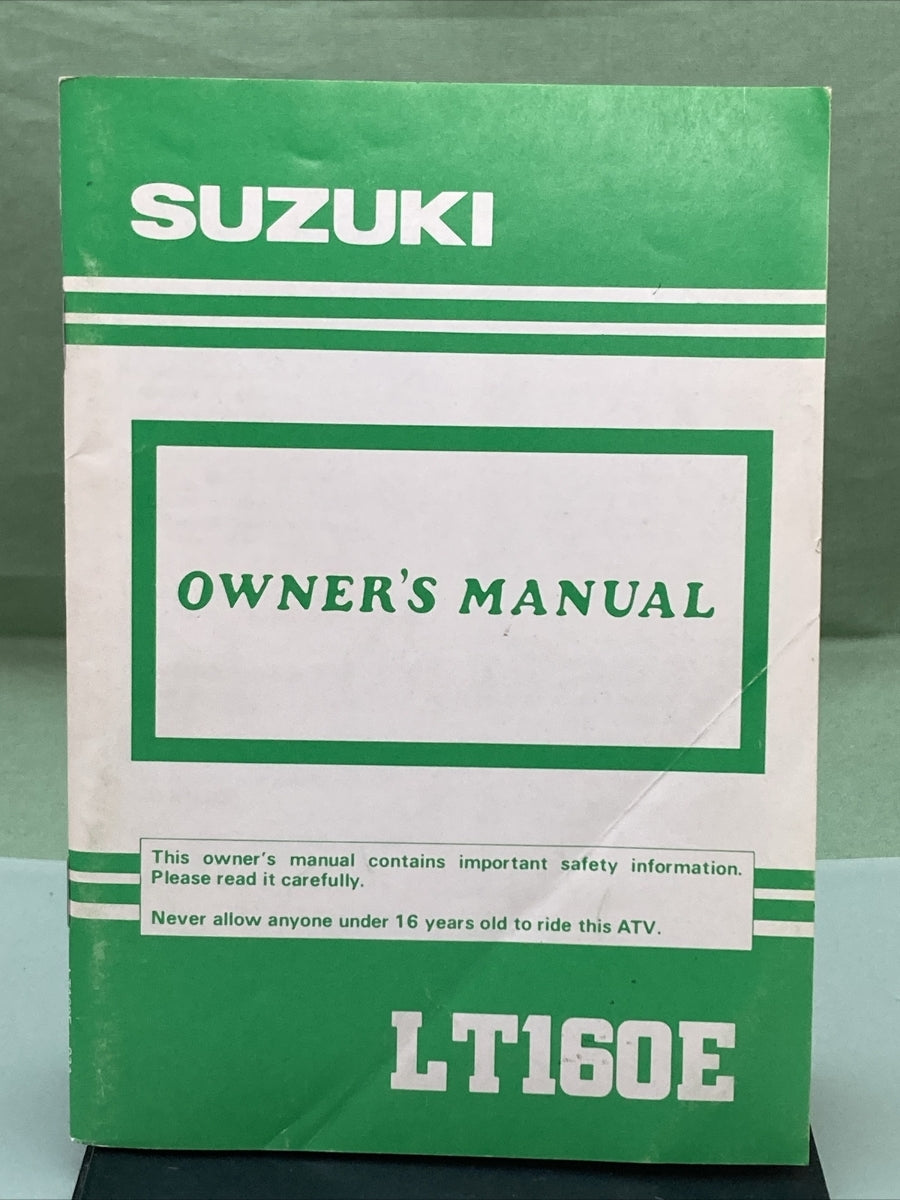 SUZUKI
OWNER'S MANUAL
This owner's manual contains important safety information.
Please read it carefully.
Never allow anyone under 16 years old to ride this ATV.
LT160E